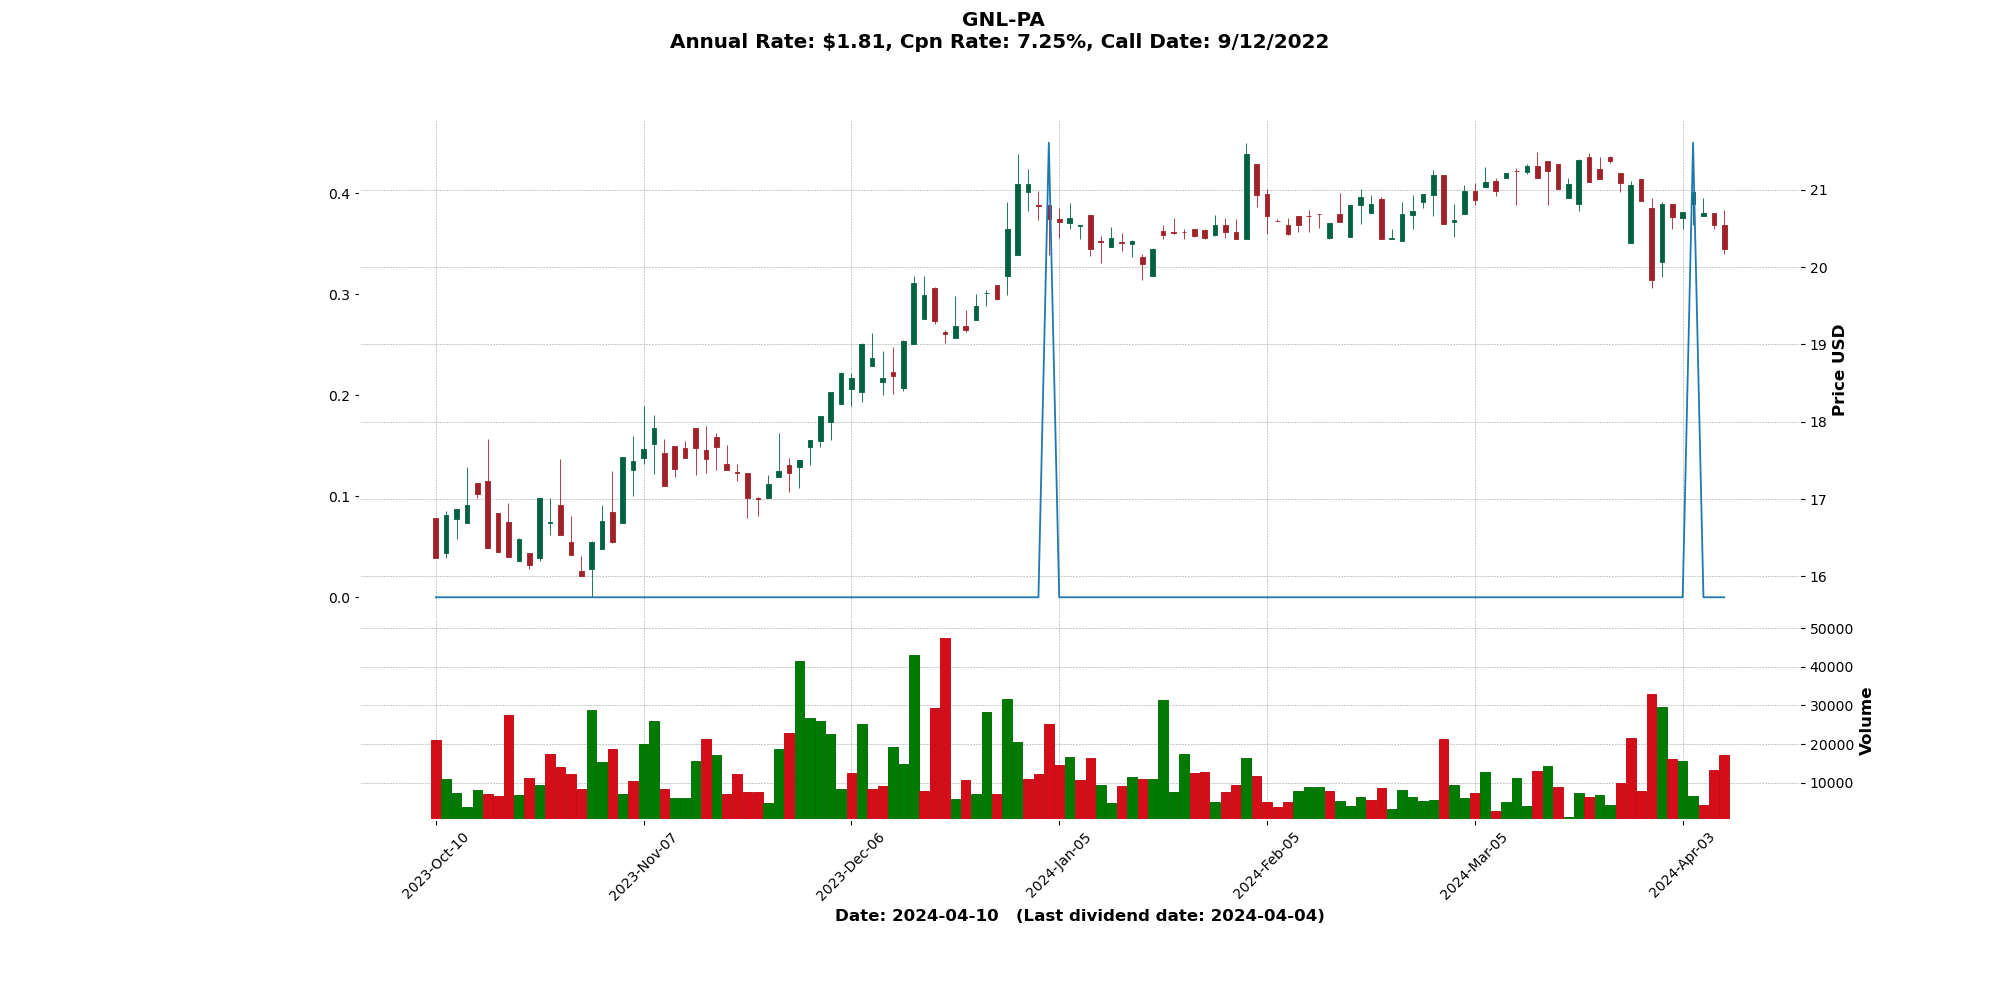 GNL-PA
Annual Rate: $1.81, Cpn Rate: 7.25%, Call Date: 9/12/2022
0.4
0.3
0.2
0.1
0.0
21
20
19
18
17
16
Price USD
50000
40000
30000
20000
10000
Volume
2023-Oct-10
2023-Nov-07
2023-Dec-06
2024-Jan-05
2024-Feb-05
2024-Mar-05
2024-Apr-03
Date: 2024-04-10 (Last dividend date: 2024-04-04)